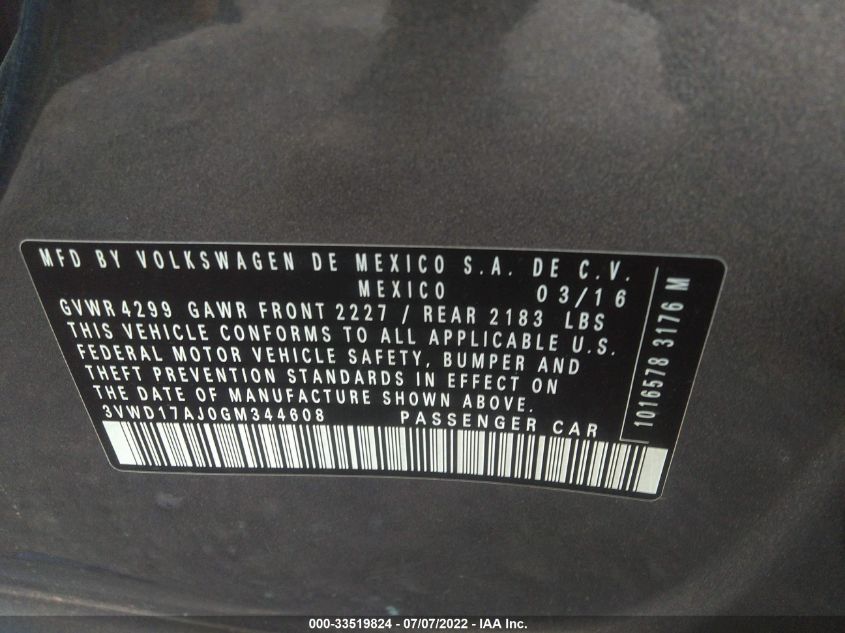 MFD BY VOLKSWAGEN DE MEXICO S.A. DE C.V.
MEXICO 03/16
GVWR 4299 GAWR FRONT 2227 / REAR 2183 LBS
THIS VEHICLE CONFORMS TO ALL APPLICABLE U.S.
FEDERAL MOTOR VEHICLE SAFETY, BUMPER AND
THEFT PREVENTION STANDARDS IN EFFECT ON
THE DATE OF MANUFACTURE SHOWN ABOVE.
3VWD17AJ0GM344608 PASSENGER CAR
1016578 3176 M
000-33519824 - 07/07/2022 - IAA Inc.